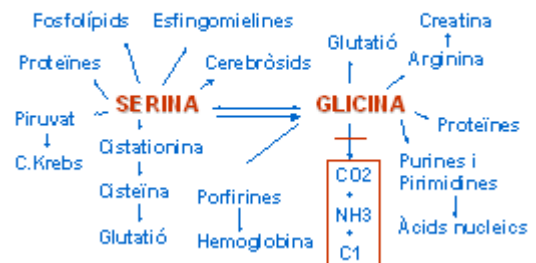 Fosfolípids
Esfingomielines
Creatina
Glutatió
Proteïnes
Cerebròsids
Arginina
SERINA
GLICINA
Piruvat
Proteïnes
Cistationina
C.Krebs
Purines i
Pirimidines
CO2
+
NH3
+
C1
Cisteïna
Porfirines
Glutatió
Hemoglobina
Àcids nucleics